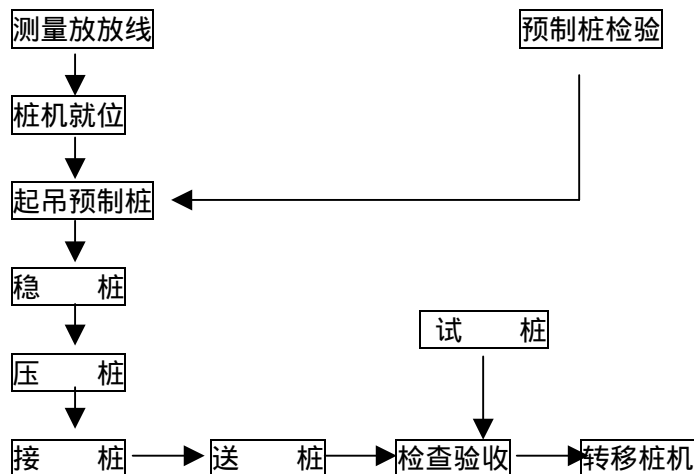 测量放放线 预制桩检验
桩机就位
起吊预制桩
稳 桩
试 桩
压 桩
接 桩 送 桩 检查验收 转移桩机